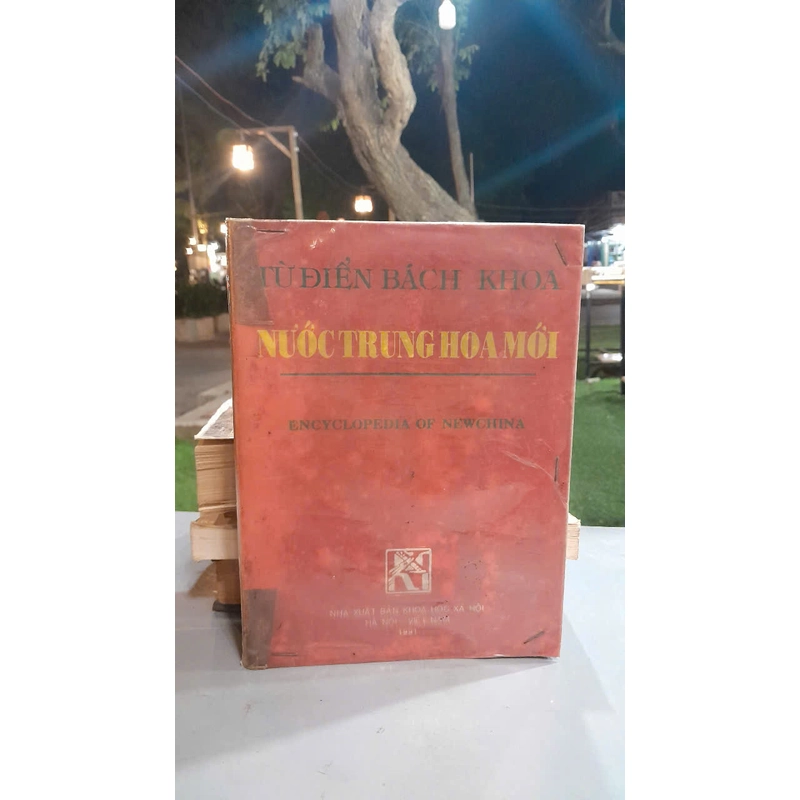 TỪ ĐIỂN BÁCH KHOA
NƯỚC TRUNG HOA MỚI
ENCYCLOPEDIA OF NEWCHINA
NHÀ XUẤT BẢN KHOA HỌC XÃ HỘI
HÀ NỘI - VIỆT NAM
1991